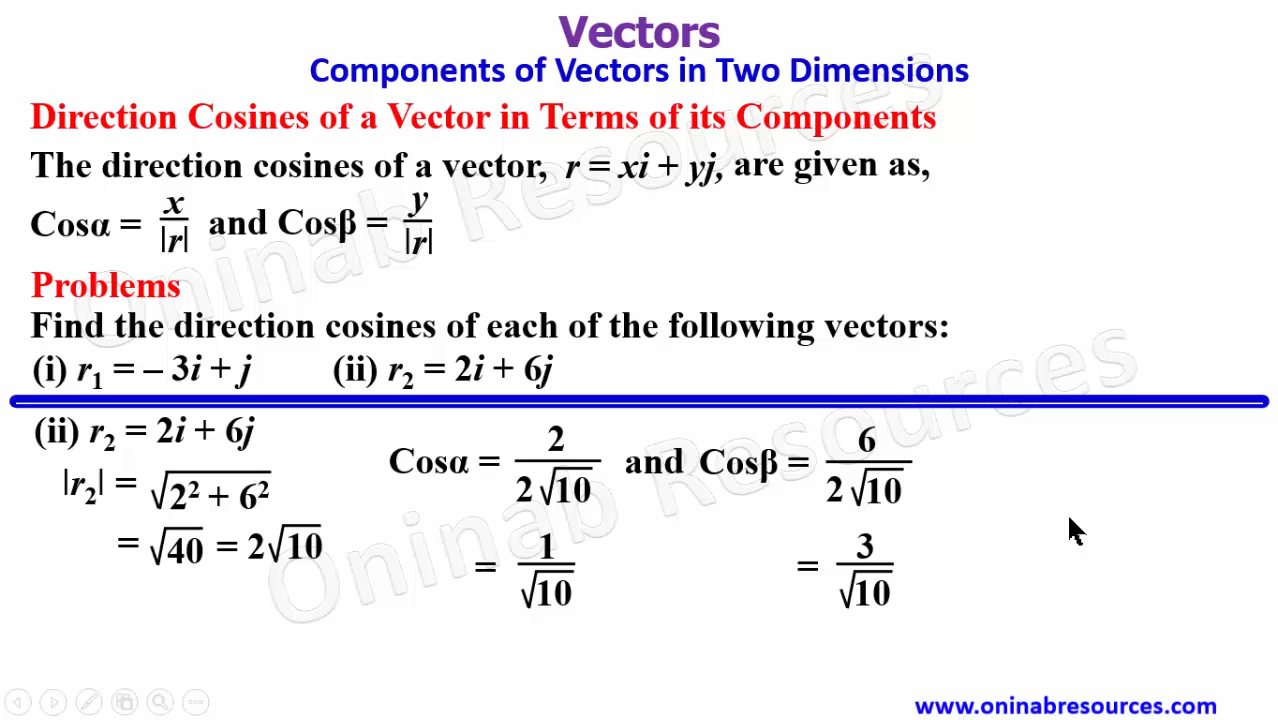 Vectors
Components of Vectors in Two Dimensions
Direction Cosines of a Vector in Terms of its Components
The direction cosines of a vector, r = xi + yj, are given as,
Cosα = x/|r| and Cosβ = y/|r|
Problems
Find the direction cosines of each of the following vectors:
(i) r₁ = – 3i + j (ii) r₂ = 2i + 6j
(ii) r₂ = 2i + 6j
|r₂| = √(2² + 6²)
= √40 = 2√10
Cosα = 2/(2√10) and Cosβ = 6/(2√10)
= 1/√10 = 3/√10
Oninab Resources
Oninab Resources
www.oninabresources.com